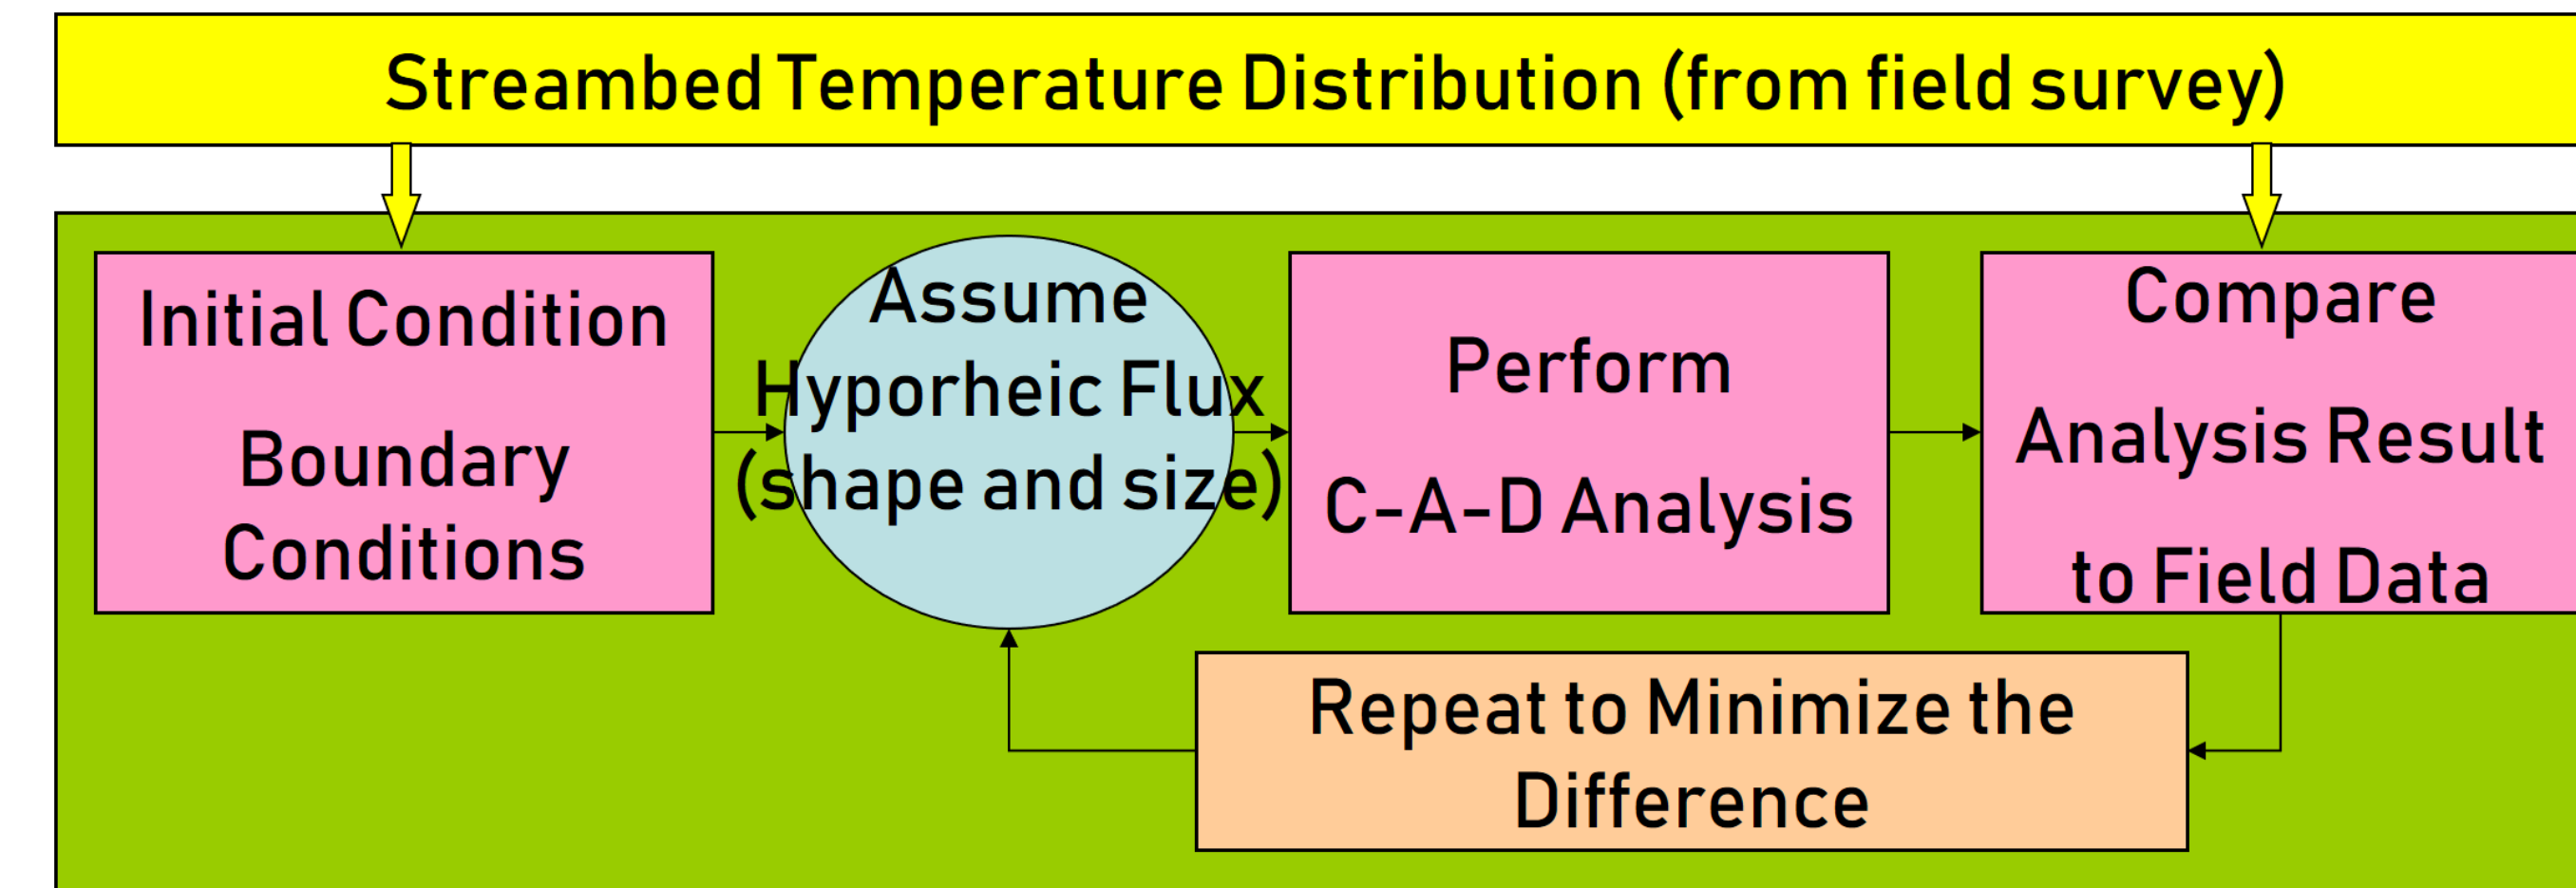 Streambed Temperature Distribution (from field survey)
Initial Condition
Boundary
Conditions
Assume
Hyporheic Flux
(shape and size)
Perform
C-A-D Analysis
Compare
Analysis Result
to Field Data
Repeat to Minimize the
Difference